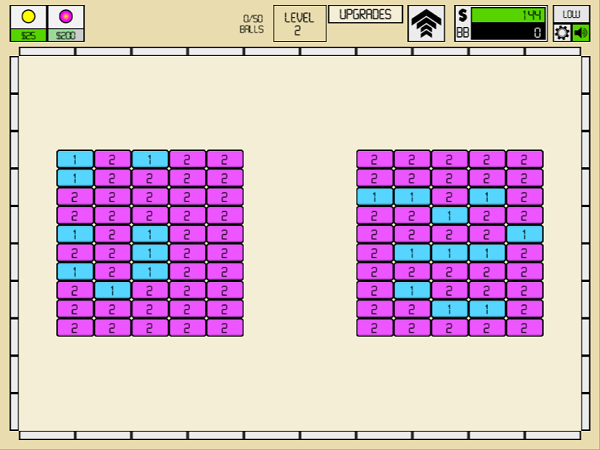 $25 $200
0/50
BALLS
LEVEL
2
UPGRADES
$ 144
BB 0
LOW
1 2 1 2 2 2 2 2 2 2
1 2 2 2 2 2 2 2 2 2
2 2 2 2 2 1 1 2 1 2
2 2 2 2 2 2 2 1 2 2
1 2 1 2 2 2 2 2 2 1
2 2 1 2 2 2 1 1 1 2
1 2 1 2 2 2 2 2 2 2
2 1 2 2 2 2 1 2 2 2
2 2 2 2 2 2 2 1 1 2
2 2 2 2 2 2 2 2 2 2